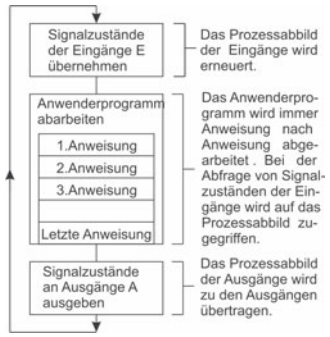 Signalzustände
der Eingänge E
übernehmen
Das Prozessabbild
der Eingänge wird
erneuert.
Anwenderprogramm
abarbeiten
1.Anweisung
2.Anweisung
3.Anweisung
Letzte Anweisung
Das Anwenderpro-
gramm wird immer
Anweisung nach
Anweisung abge-
arbeitet . Bei der
Abfrage von Signal-
zuständen der Ein-
gänge wird auf das
Prozessabbild zu-
gegriffen.
Signalzustände
an Ausgänge A
ausgeben
Das Prozessabbild
der Ausgänge wird
zu den Ausgängen
übertragen.